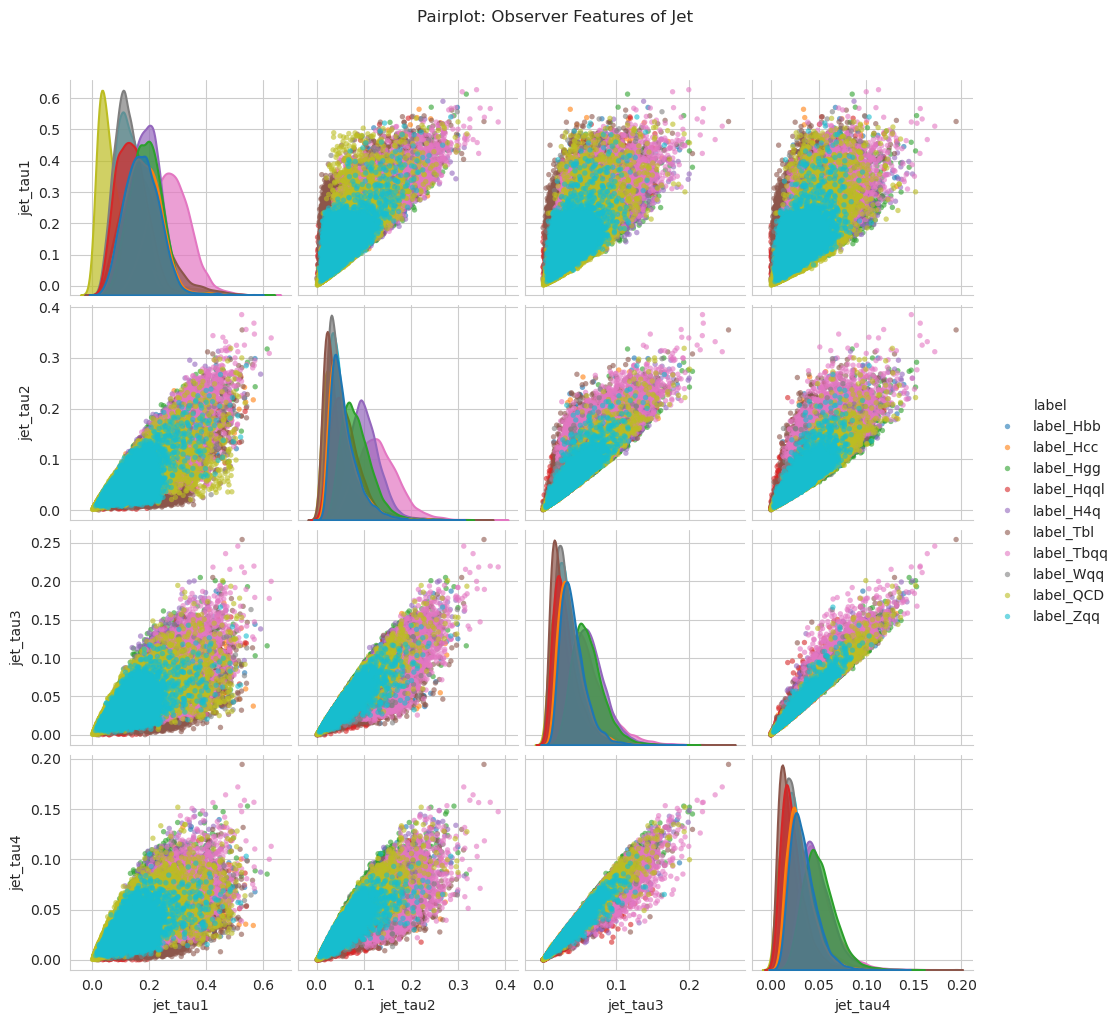 Pairplot: Observer Features of Jet
0.6
0.5
0.4
0.3
0.2
0.1
0.0
jet_tau1
0.4
0.3
0.2
0.1
0.0
jet_tau2
0.25
0.20
0.15
0.10
0.05
0.00
jet_tau3
0.20
0.15
0.10
0.05
0.00
jet_tau4
0.0 0.2 0.4 0.6
jet_tau1
0.0 0.1 0.2 0.3 0.4
jet_tau2
0.0 0.1 0.2
jet_tau3
0.00 0.05 0.10 0.15 0.20
jet_tau4
label
label_Hbb
label_Hcc
label_Hgg
label_Hqql
label_H4q
label_Tbl
label_Tbqq
label_Wqq
label_QCD
label_Zqq